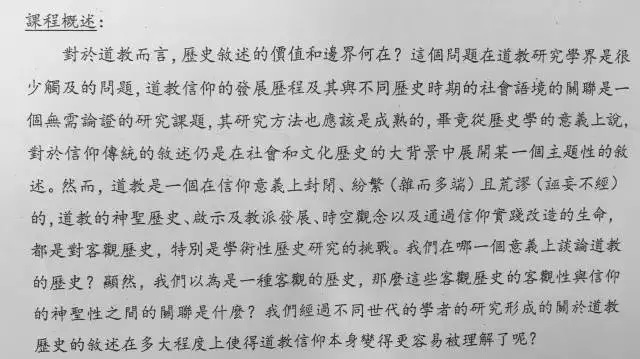 課程概述：
對於道教而言，歷史敘述的價值和邊界何在？這個問題在道教研究學界是很
少觸及的問題，道教信仰的發展歷程及其與不同歷史時期的社會語境的關聯是一
個無需論證的研究課題，其研究方法也應該是成熟的，畢竟從歷史學的意義上說，
對於信仰傳統的敘述仍是在社會和文化歷史的大背景中展開某一個主題性的敘
述。然而，道教是一個在信仰意義上封閉、紛繁（雜而多端）且荒謬（誣妄不經）
的，道教的神聖歷史、啟示及教派發展、時空觀念以及通過信仰實踐改造的生命，
都是對客觀歷史，特別是學術性歷史研究的挑戰。我們在哪一個意義上談論道教
的歷史？顯然，我們以為是一種客觀的歷史，那麼這些客觀歷史的客觀性與信仰
的神聖性之間的關聯是什麼？我們經過不同世代的學者的研究形成的關於道教
歷史的敘述在多大程度上使得道教信仰本身變得更容易被理解了呢？